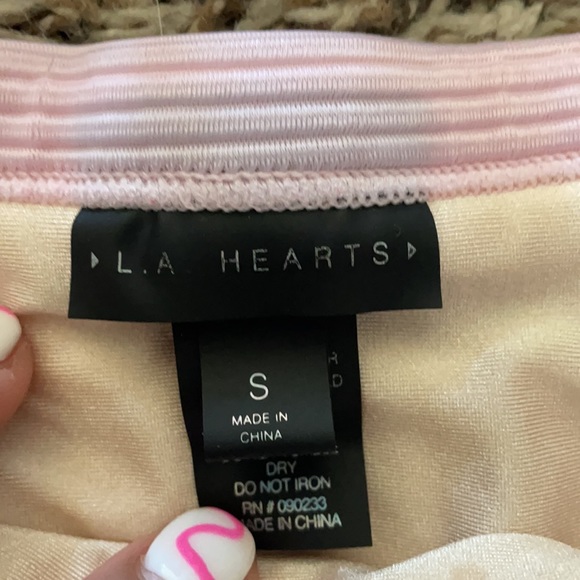 L.A. HEARTS
S
MADE IN
CHINA
R
D
DRY
DO NOT IRON
RN # 090233
MADE IN CHINA